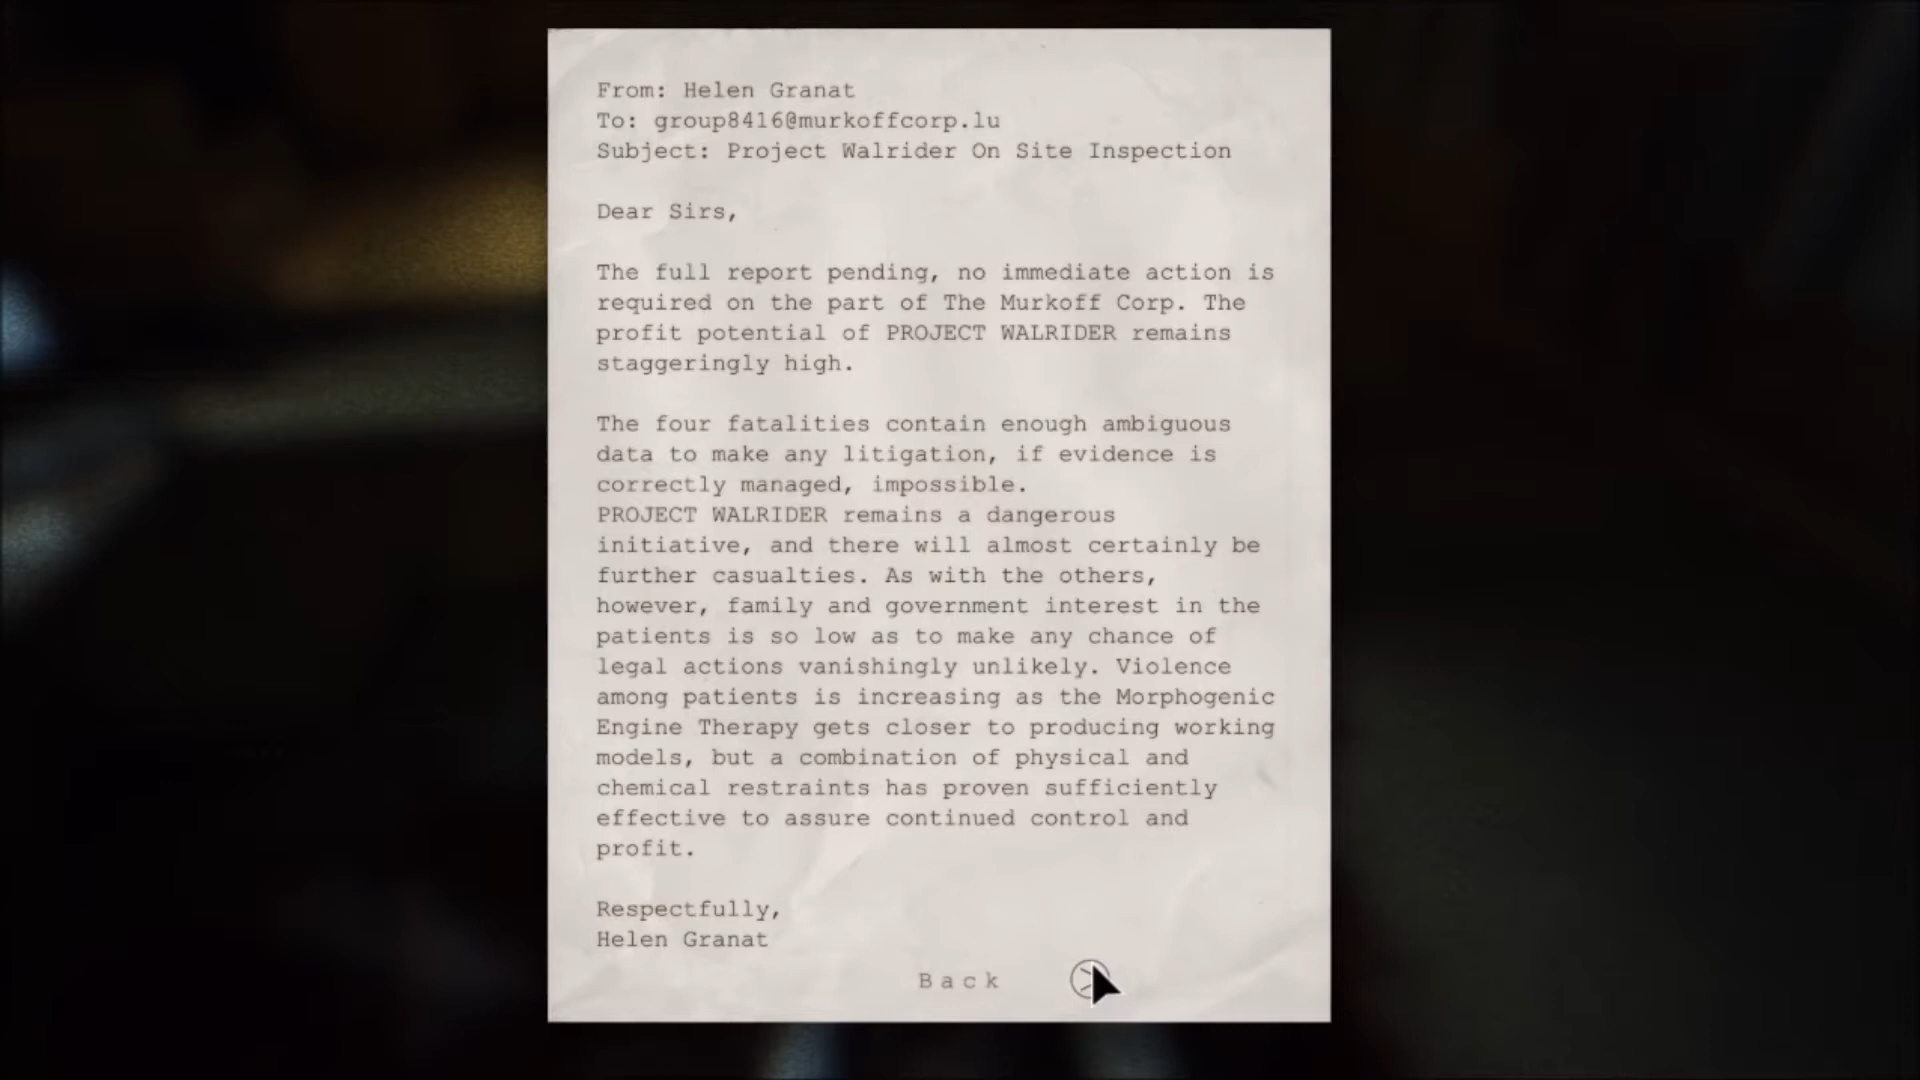 From: Helen Granat
To: group8416@murkoffcorp.lu
Subject: Project Walrider On Site Inspection
Dear Sirs,
The full report pending, no immediate action is
required on the part of The Murkoff Corp. The
profit potential of PROJECT WALRIDER remains
staggeringly high.
The four fatalities contain enough ambiguous
data to make any litigation, if evidence is
correctly managed, impossible.
PROJECT WALRIDER remains a dangerous
initiative, and there will almost certainly be
further casualties. As with the others,
however, family and government interest in the
patients is so low as to make any chance of
legal actions vanishingly unlikely. Violence
among patients is increasing as the Morphogenic
Engine Therapy gets closer to producing working
models, but a combination of physical and
chemical restraints has proven sufficiently
effective to assure continued control and
profit.
Respectfully,
Helen Granat
Back